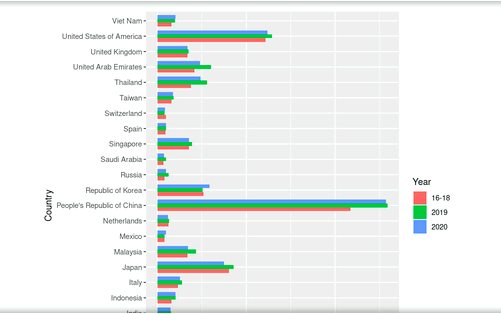 Viet Nam
United States of America
United Kingdom
United Arab Emirates
Thailand
Taiwan
Switzerland
Spain
Singapore
Saudi Arabia
Russia
Republic of Korea
People's Republic of China
Netherlands
Mexico
Malaysia
Japan
Italy
Indonesia
Country
Year
16-18
2019
2020